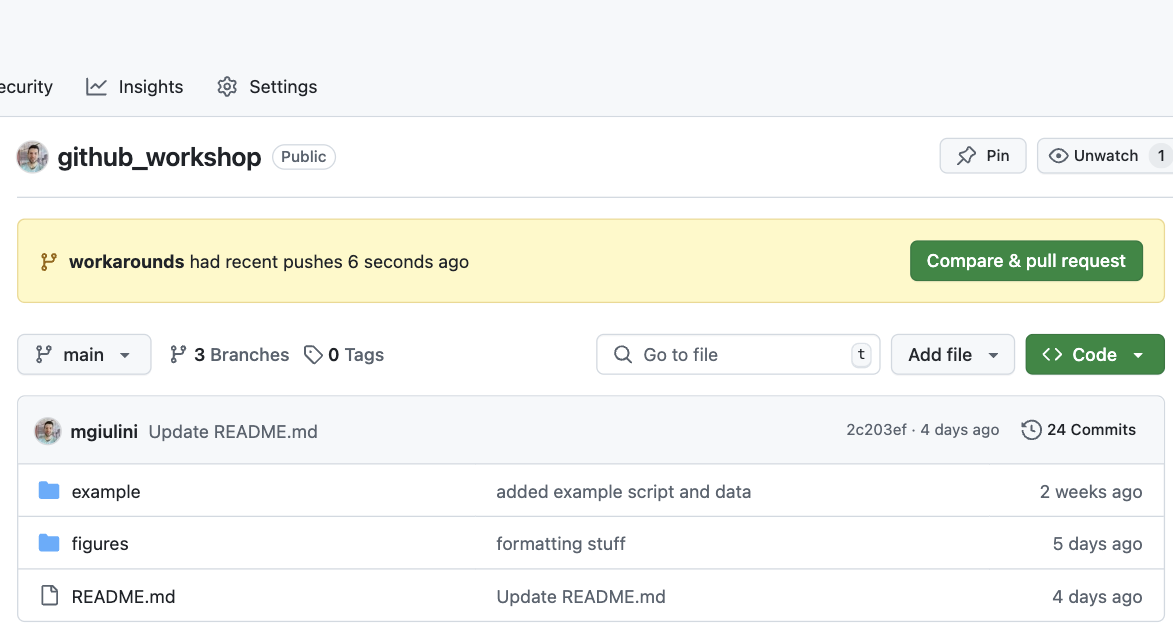 ecurity Insights Settings
github_workshop Public Pin Unwatch 1
workarounds had recent pushes 6 seconds ago Compare & pull request
main 3 Branches 0 Tags Go to file t Add file <> Code
mgiulini Update README.md 2c203ef · 4 days ago 24 Commits
example added example script and data 2 weeks ago
figures formatting stuff 5 days ago
README.md Update README.md 4 days ago